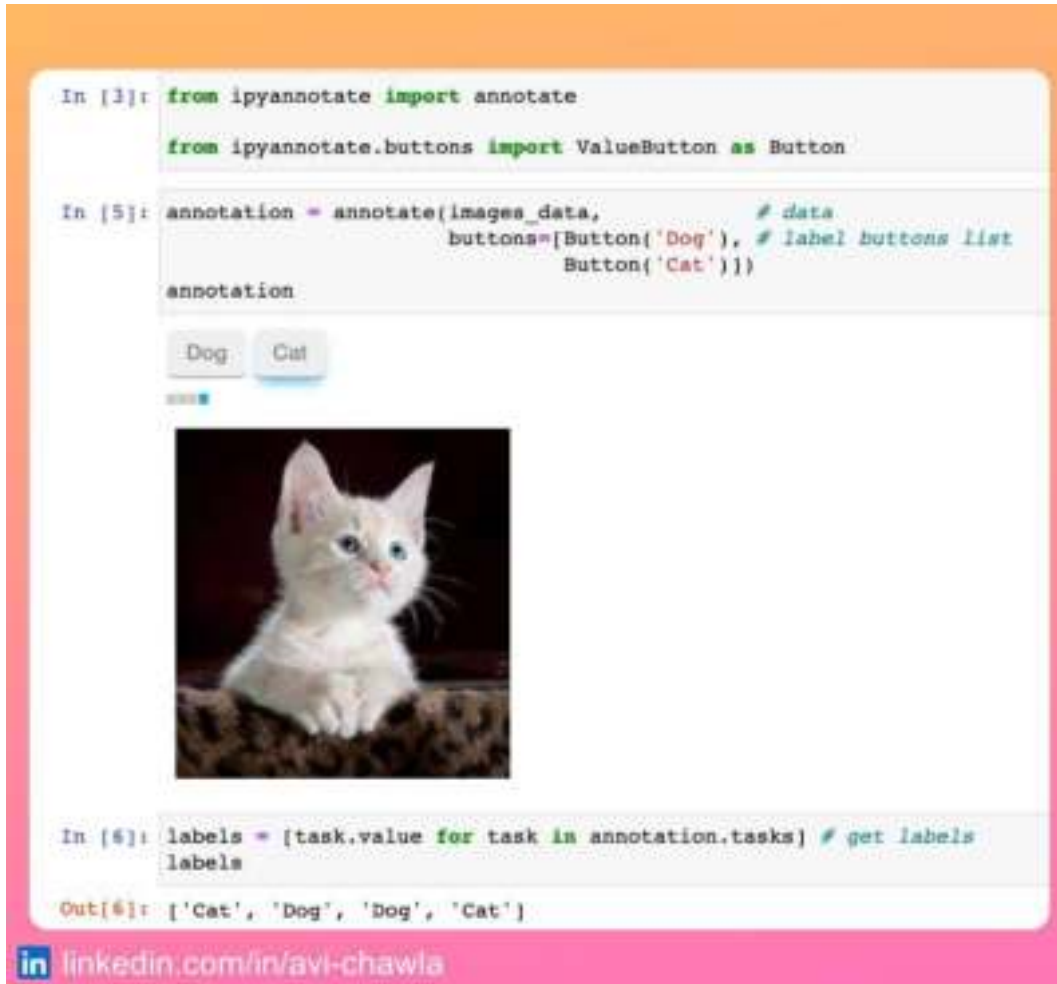 In [3]: from ipyannotate import annotate
from ipyannotate.buttons import ValueButton as Button
In [5]: annotation = annotate(images_data, # data
buttons=[Button('Dog'), # label buttons list
Button('Cat')])
annotation
Dog Cat
In [6]: labels = [task.value for task in annotation.tasks] # get labels
labels
Out[6]: ['Cat', 'Dog', 'Dog', 'Cat']
in linkedin.com/in/avi-chawla